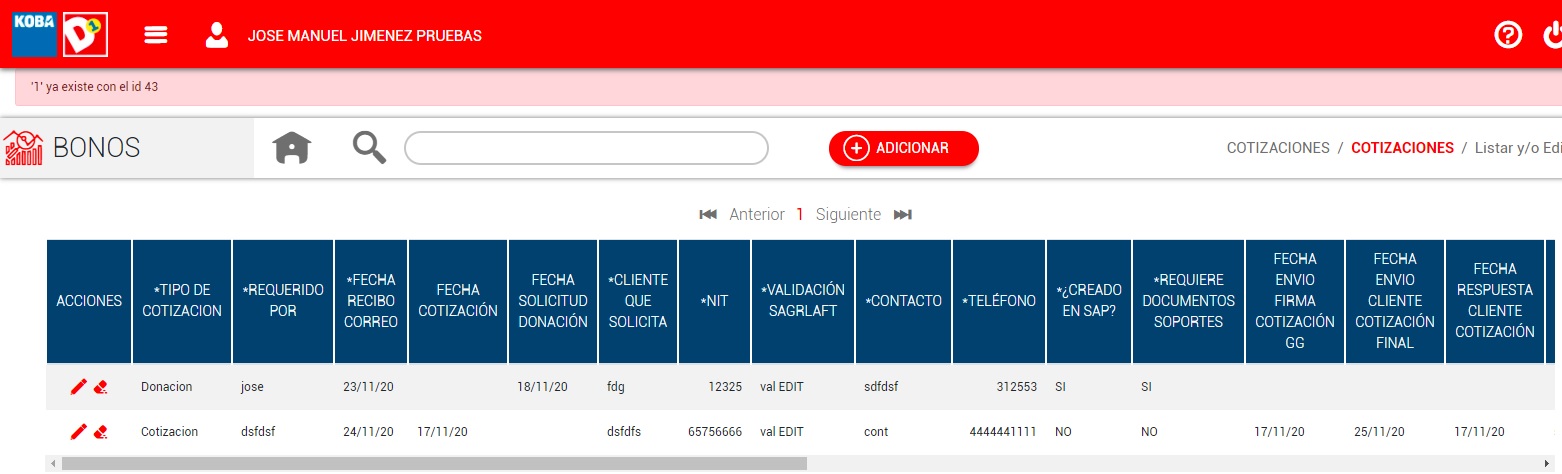 KOBA
D1
JOSE MANUEL JIMENEZ PRUEBAS
?
'1' ya existe con el id 43
BONOS
ADICIONAR
COTIZACIONES / COTIZACIONES / Listar y/o Edi
Anterior 1 Siguiente
ACCIONES
*TIPO DE
COTIZACION
*REQUERIDO
POR
*FECHA
RECIBO
CORREO
FECHA
COTIZACIÓN
FECHA
SOLICITUD
DONACIÓN
*CLIENTE
QUE
SOLICITA
*NIT
*VALIDACIÓN
SAGRLAFT
*CONTACTO
*TELÉFONO
*¿CREADO
EN SAP?
*REQUIERE
DOCUMENTOS
SOPORTES
FECHA
ENVIO
FIRMA
COTIZACIÓN
GG
FECHA
ENVIO
CLIENTE
COTIZACIÓN
FINAL
FECHA
RESPUESTA
CLIENTE
COTIZACIÓN
Donacion jose 23/11/20 18/11/20 fdg 12325 val EDIT sdfdsf 312553 SI SI
Cotizacion dsfdsf 24/11/20 17/11/20 dsfdfs 65756666 val EDIT cont 4444441111 NO NO 17/11/20 25/11/20 17/11/20